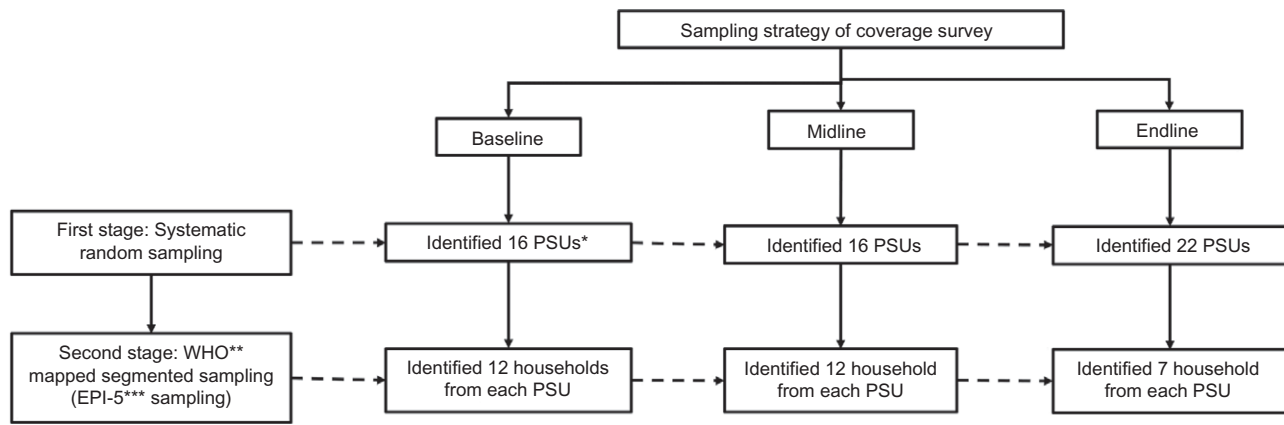 Sampling strategy of coverage survey
Baseline
Midline
Endline
First stage: Systematic
random sampling
Identified 16 PSUs*
Identified 16 PSUs
Identified 22 PSUs
Second stage: WHO**
mapped segmented sampling
(EPI-5*** sampling)
Identified 12 households
from each PSU
Identified 12 household
from each PSU
Identified 7 household
from each PSU